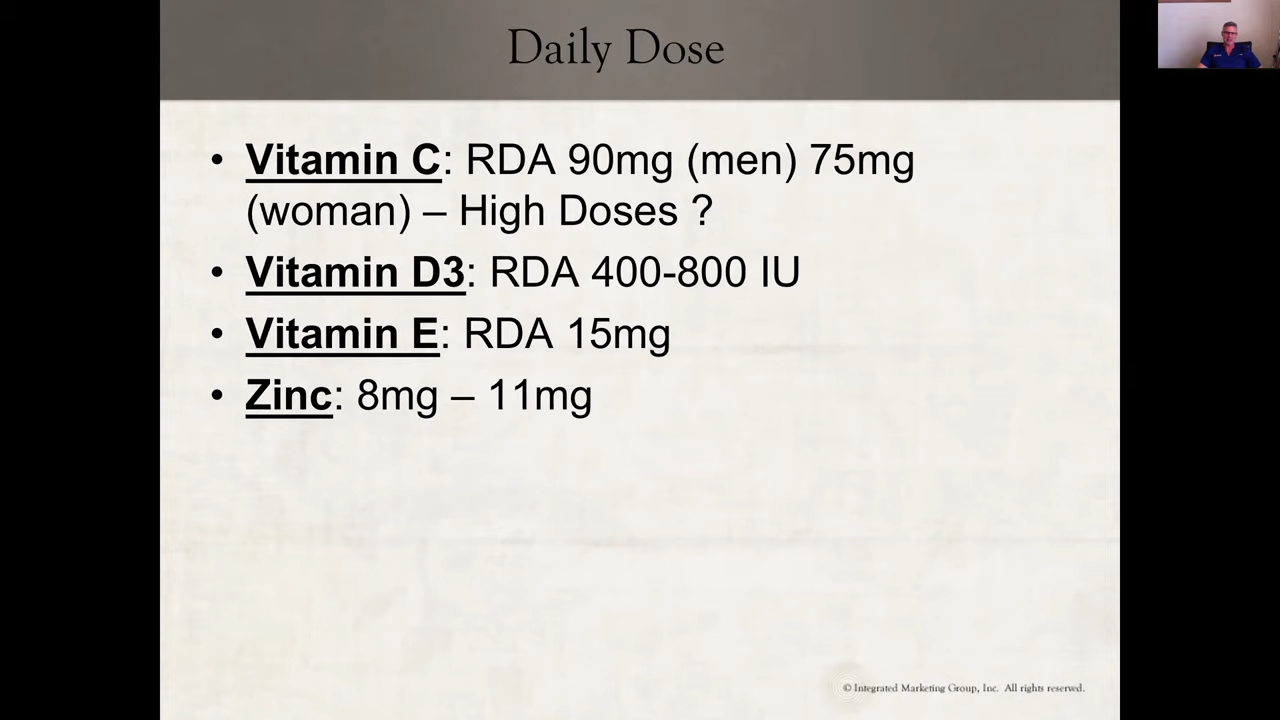 Daily Dose
• Vitamin C: RDA 90mg (men) 75mg
(woman) – High Doses ?
• Vitamin D3: RDA 400-800 IU
• Vitamin E: RDA 15mg
• Zinc: 8mg – 11mg
© Integrated Marketing Group, Inc. All rights reserved.